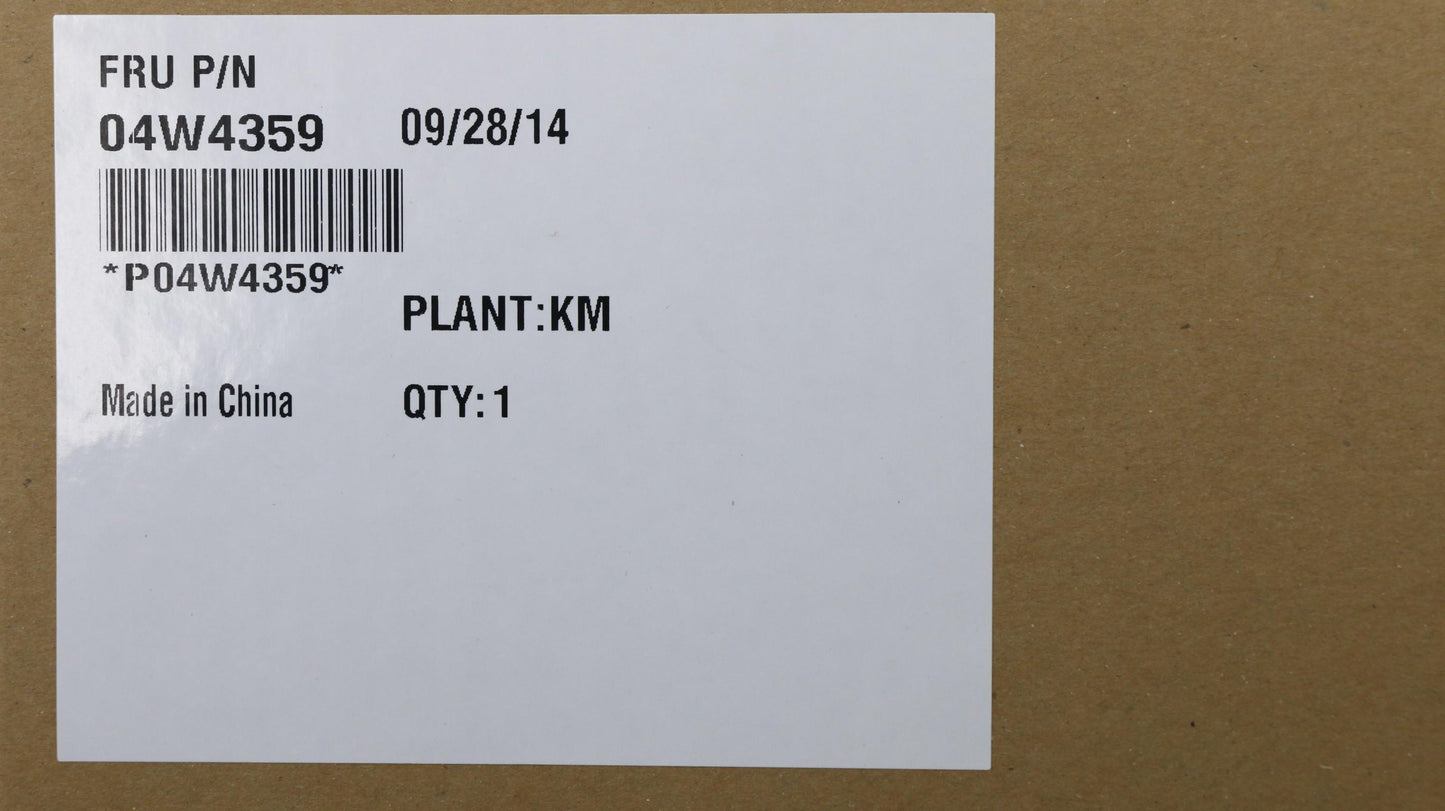 FRU P/N
04W4359 09/28/14
*P04W4359*
PLANT:KM
Made in China QTY: 1